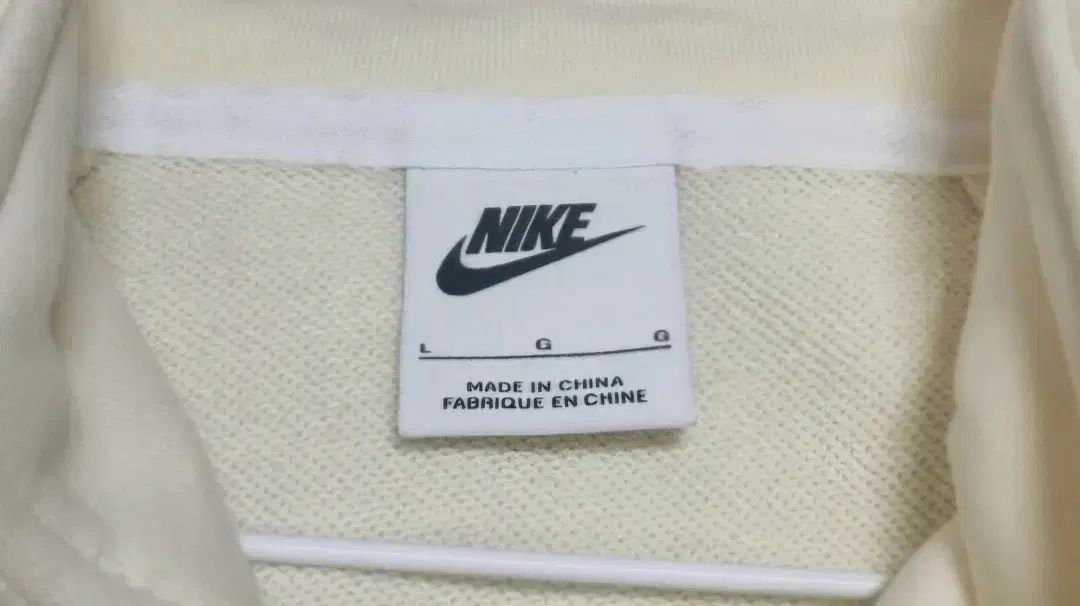 NIKE
L G G
MADE IN CHINA
FABRIQUE EN CHINE